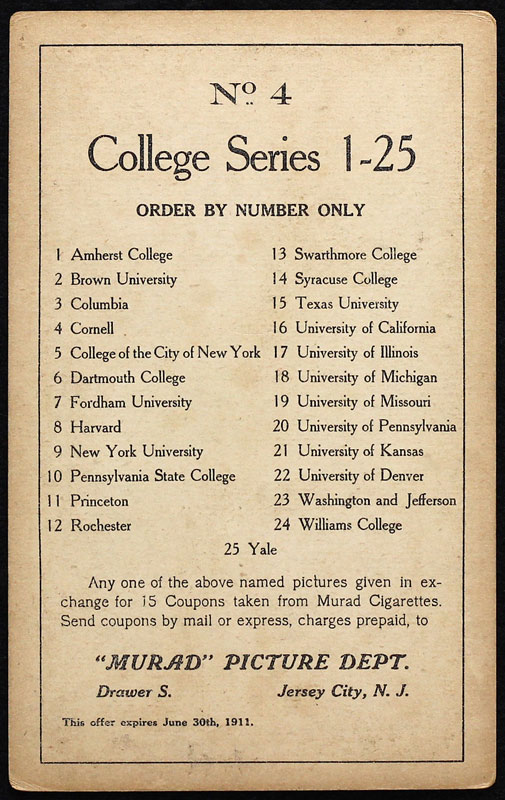 Nº 4
College Series 1-25
ORDER BY NUMBER ONLY
1 Amherst College
2 Brown University
3 Columbia
4 Cornell
5 College of the City of New York
6 Dartmouth College
7 Fordham University
8 Harvard
9 New York University
10 Pennsylvania State College
11 Princeton
12 Rochester
13 Swarthmore College
14 Syracuse College
15 Texas University
16 University of California
17 University of Illinois
18 University of Michigan
19 University of Missouri
20 University of Pennsylvania
21 University of Kansas
22 University of Denver
23 Washington and Jefferson
24 Williams College
25 Yale
Any one of the above named pictures given in ex-
change for 15 Coupons taken from Murad Cigarettes.
Send coupons by mail or express, charges prepaid, to
“MURAD” PICTURE DEPT.
Drawer S. Jersey City, N. J.
This offer expires June 30th, 1911.